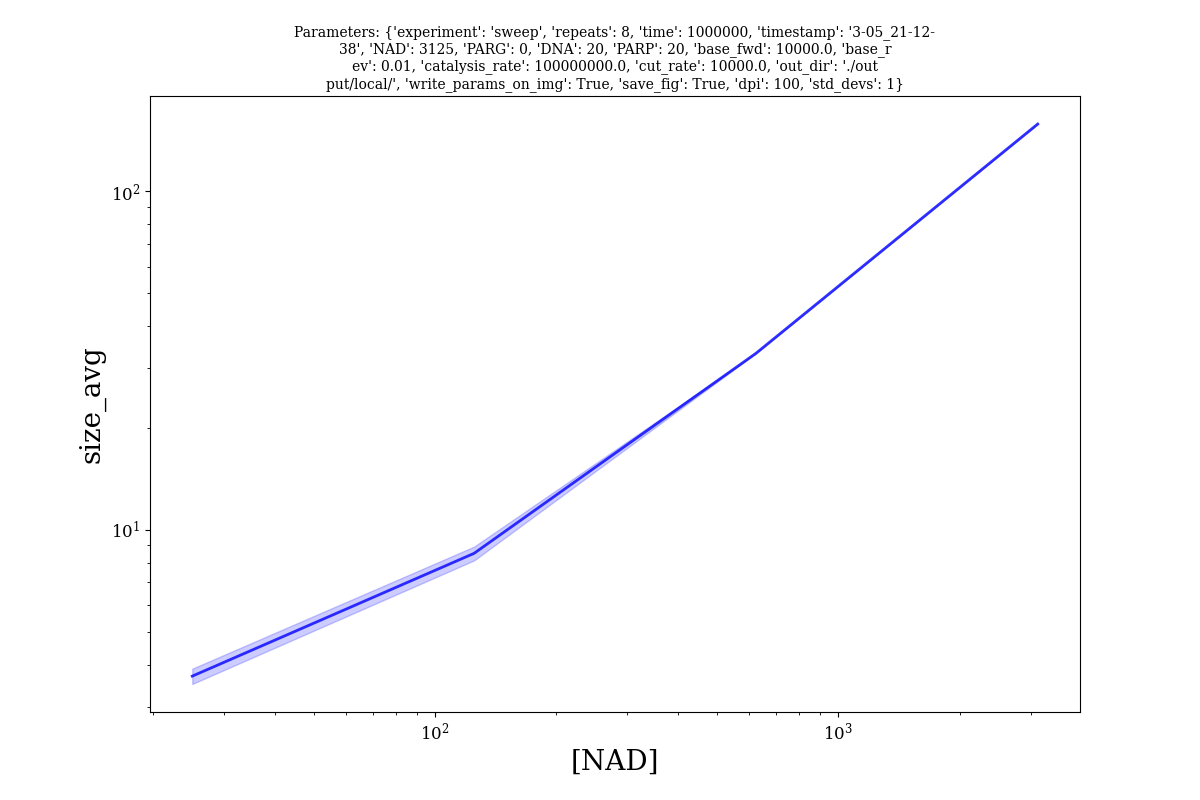 Parameters: {'experiment': 'sweep', 'repeats': 8, 'time': 1000000, 'timestamp': '3-05_21-12-
38', 'NAD': 3125, 'PARG': 0, 'DNA': 20, 'PARP': 20, 'base_fwd': 10000.0, 'base_r
ev': 0.01, 'catalysis_rate': 100000000.0, 'cut_rate': 10000.0, 'out_dir': './out
put/local/', 'write_params_on_img': True, 'save_fig': True, 'dpi': 100, 'std_devs': 1}
10²
size_avg
10¹
10² 10³
[NAD]